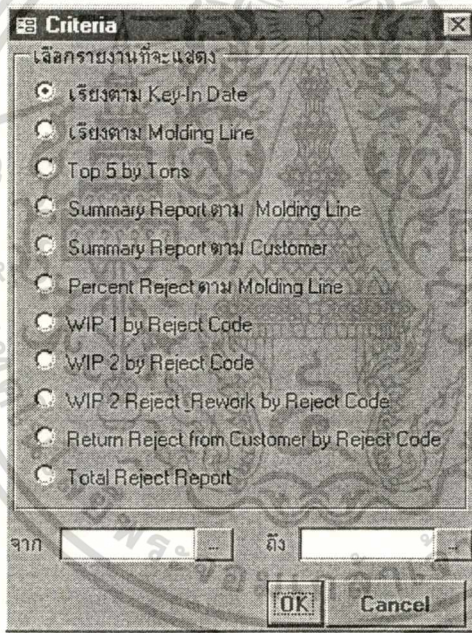 Criteria
เลือกรายงานที่จะแสดง
เรียงตาม Key-In Date
เรียงตาม Molding Line
Top 5 by Tons
Summary Report ตาม Molding Line
Summary Report ตาม Customer
Percent Reject ตาม Molding Line
WIP 1 by Reject Code
WIP 2 by Reject Code
WIP 2 Reject_Rework by Reject Code
Return Reject from Customer by Reject Code
Total Reject Report
จาก ... ถึง ...
OK Cancel